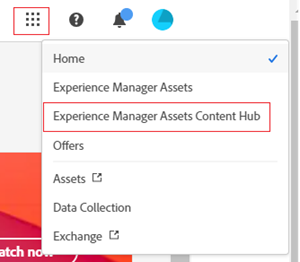 Home
Experience Manager Assets
Experience Manager Assets Content Hub
Offers
Assets
Data Collection
Exchange
atch now